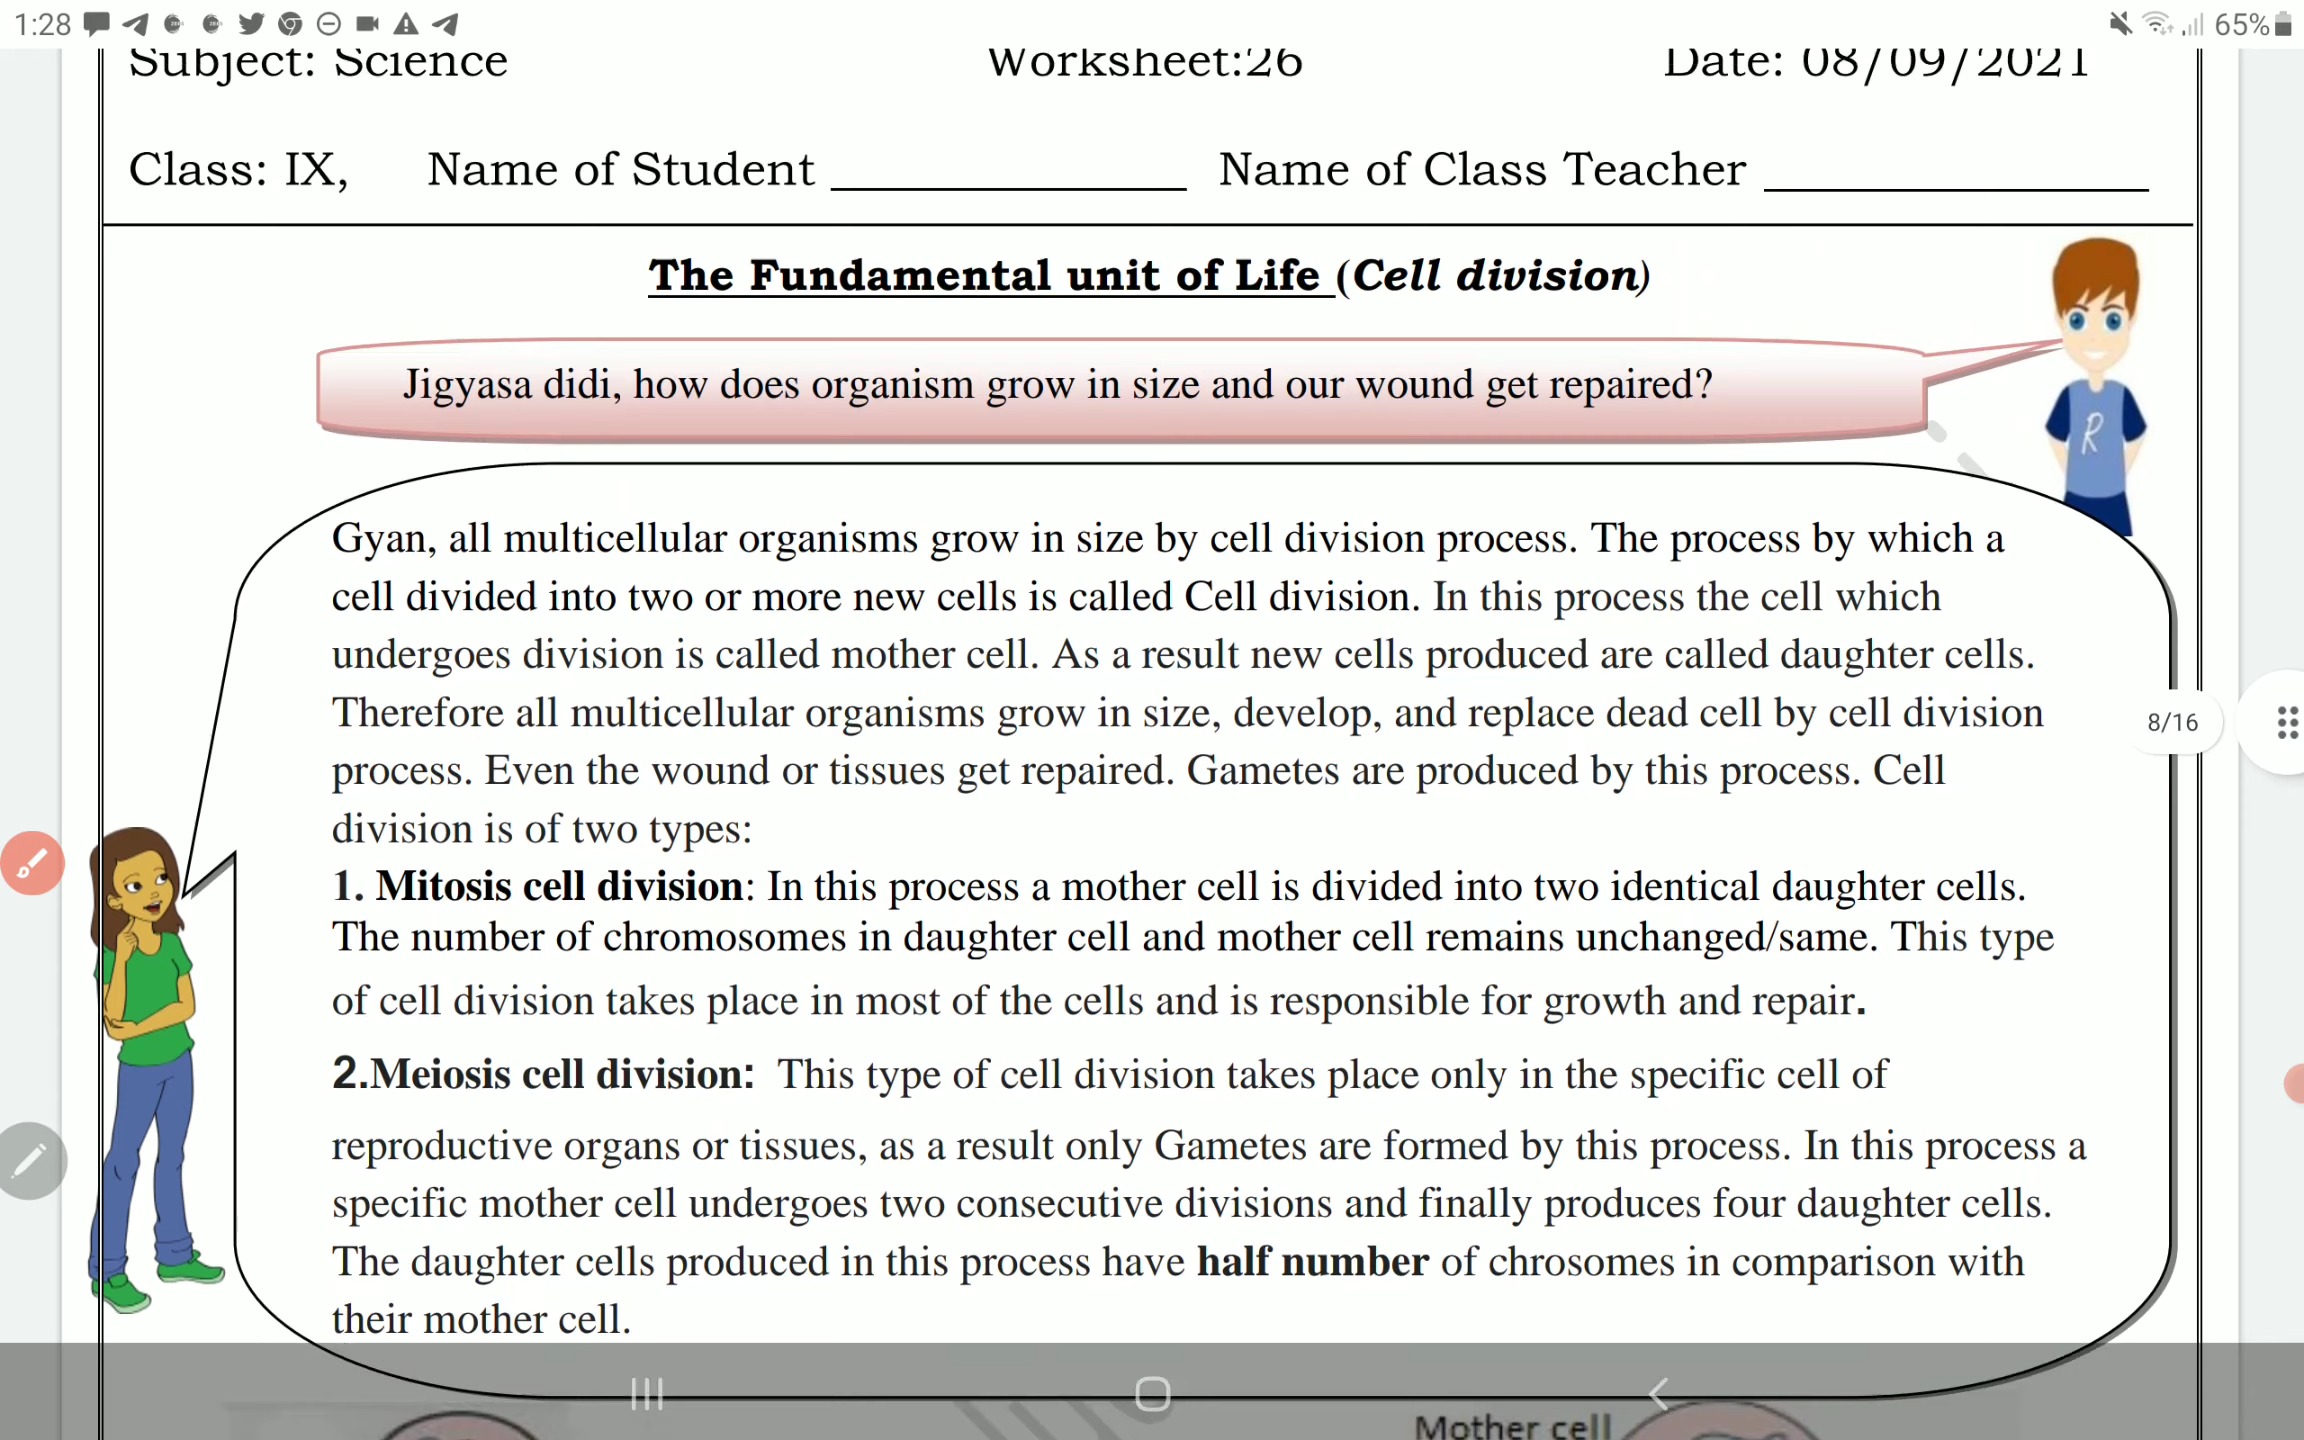 1:28
65%
Subject: Science Worksheet:26 Date: 08/09/2021
Class: IX, Name of Student ____________ Name of Class Teacher ____________
The Fundamental unit of Life (Cell division)
Jigyasa didi, how does organism grow in size and our wound get repaired?
R
Gyan, all multicellular organisms grow in size by cell division process. The process by which a
cell divided into two or more new cells is called Cell division. In this process the cell which
undergoes division is called mother cell. As a result new cells produced are called daughter cells.
Therefore all multicellular organisms grow in size, develop, and replace dead cell by cell division
8/16
process. Even the wound or tissues get repaired. Gametes are produced by this process. Cell
division is of two types:
1. Mitosis cell division: In this process a mother cell is divided into two identical daughter cells.
The number of chromosomes in daughter cell and mother cell remains unchanged/same. This type
of cell division takes place in most of the cells and is responsible for growth and repair.
2.Meiosis cell division: This type of cell division takes place only in the specific cell of
reproductive organs or tissues, as a result only Gametes are formed by this process. In this process a
specific mother cell undergoes two consecutive divisions and finally produces four daughter cells.
The daughter cells produced in this process have half number of chrosomes in comparison with
their mother cell.
Mother cell